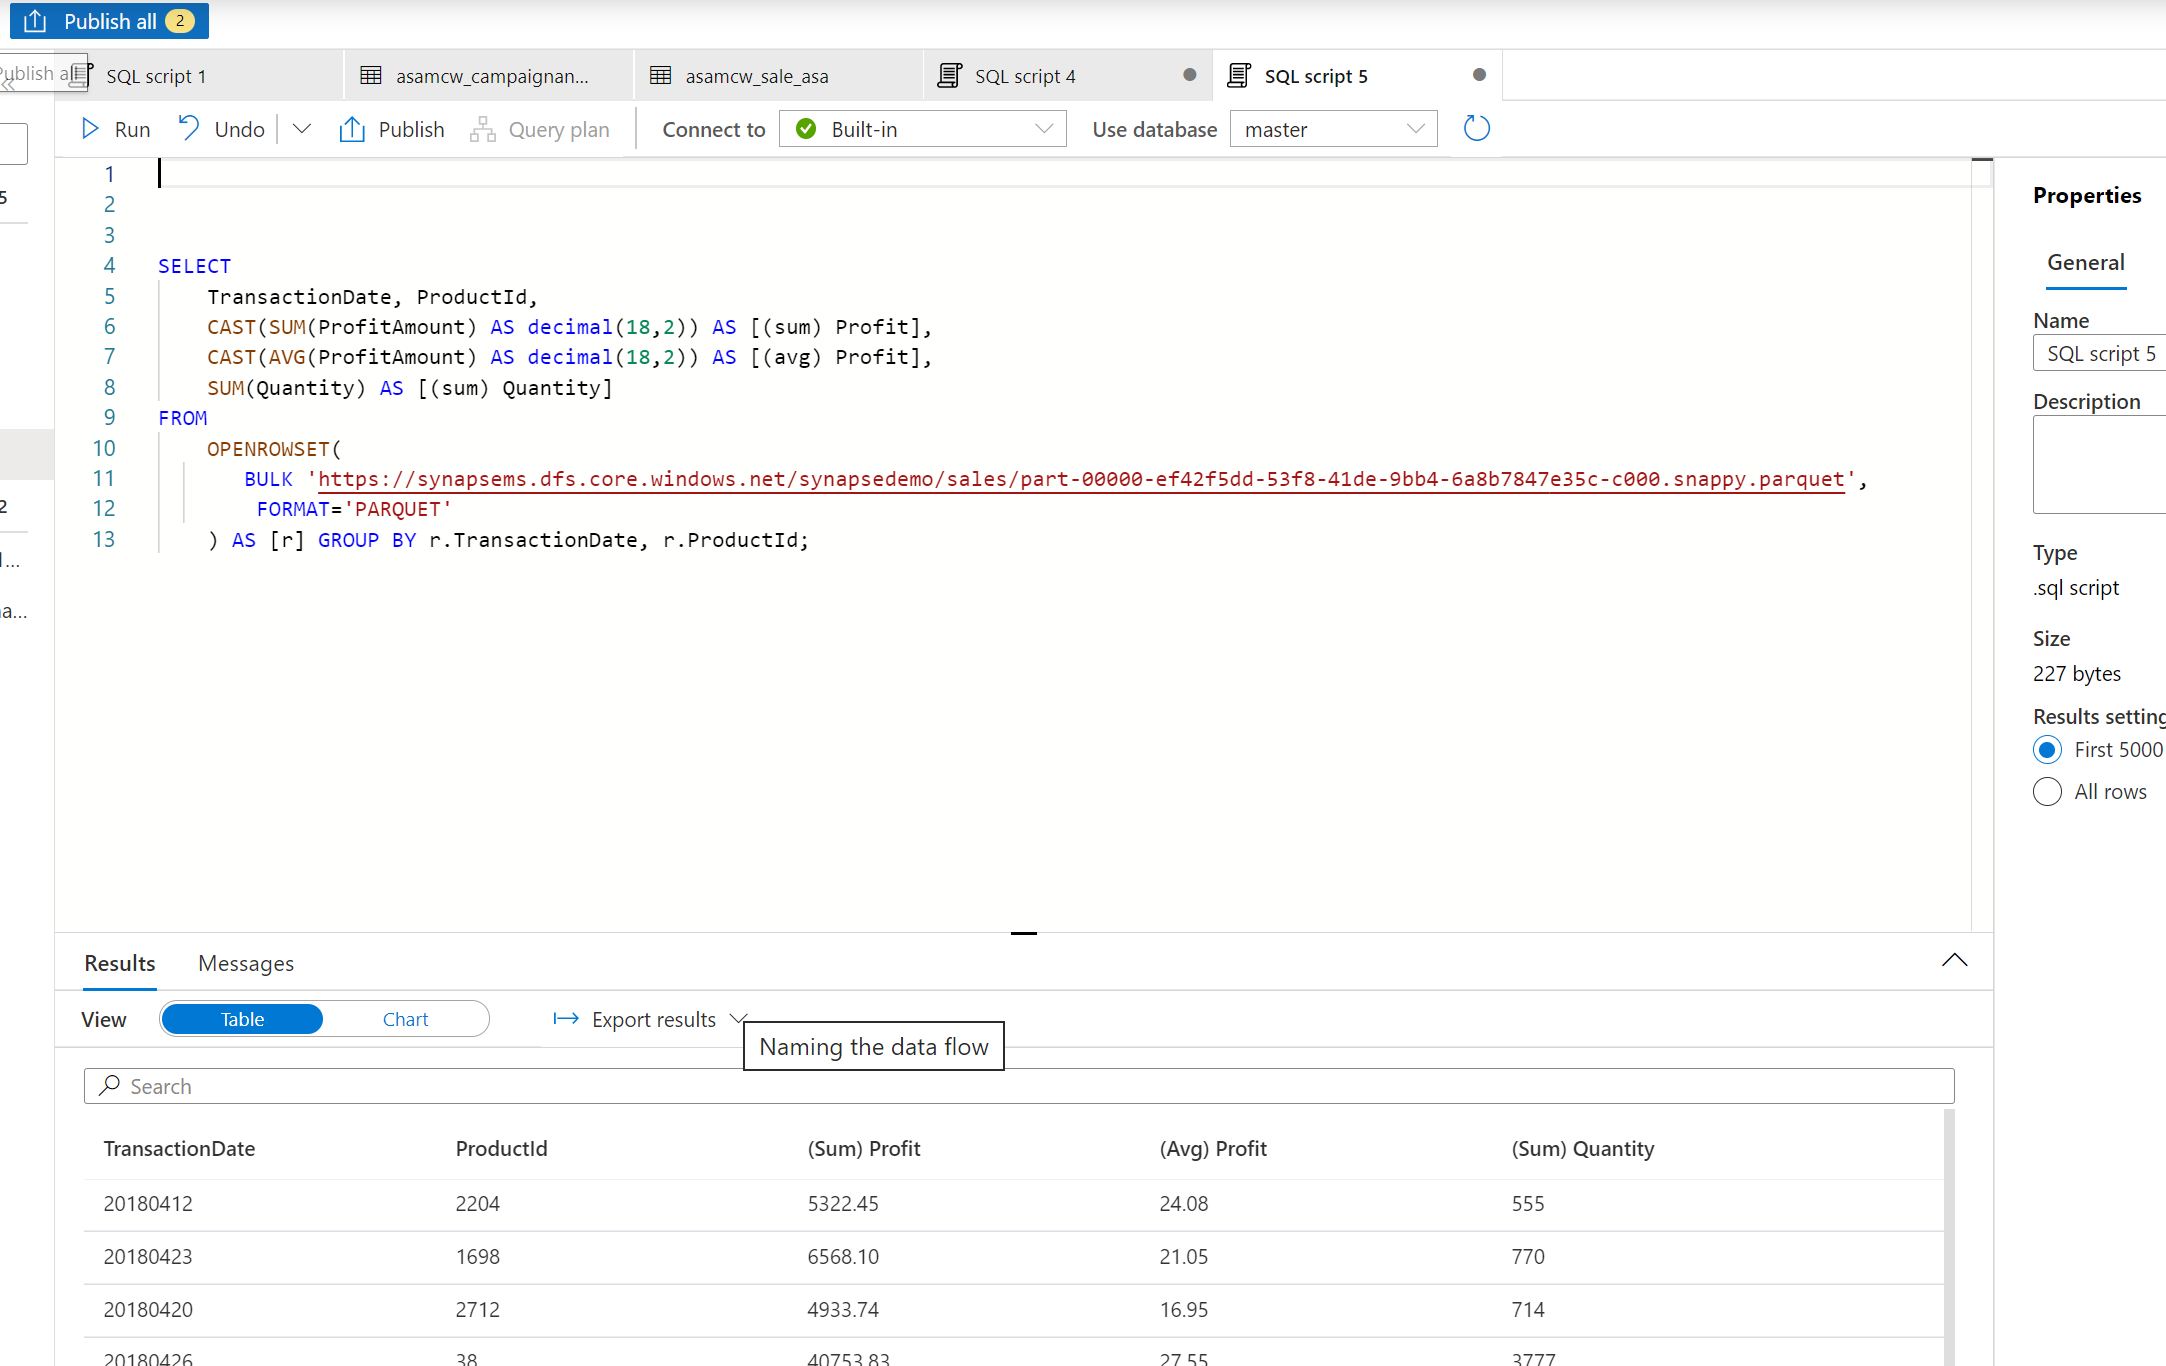 Publish all 2
Publish all
SQL script 1
asamcw_campaignan...
asamcw_sale_asa
SQL script 4
SQL script 5
Run
Undo
Publish
Query plan
Connect to
Built-in
Use database
master
5
2
1
2
3
4 SELECT
5 TransactionDate, ProductId,
6 CAST(SUM(ProfitAmount) AS decimal(18,2)) AS [(sum) Profit],
7 CAST(AVG(ProfitAmount) AS decimal(18,2)) AS [(avg) Profit],
8 SUM(Quantity) AS [(sum) Quantity]
9 FROM
10 OPENROWSET(
11 BULK 'https://synapsems.dfs.core.windows.net/synapsedemo/sales/part-00000-ef42f5dd-53f8-41de-9bb4-6a8b7847e35c-c000.snappy.parquet',
12 FORMAT='PARQUET'
13 ) AS [r] GROUP BY r.TransactionDate, r.ProductId;
Properties
General
Name
SQL script 5
Description
Type
.sql script
Size
227 bytes
Results setting
First 5000
All rows
Results
Messages
View
Table
Chart
Export results
Naming the data flow
Search
TransactionDate ProductId (Sum) Profit (Avg) Profit (Sum) Quantity
20180412 2204 5322.45 24.08 555
20180423 1698 6568.10 21.05 770
20180420 2712 4933.74 16.95 714
20180426 38 40753.83 27.55 3777